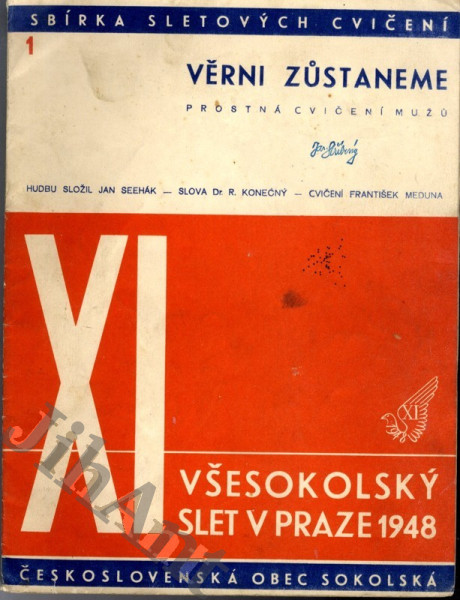 SBÍRKA SLETOVÝCH CVIČENÍ
1
VĚRNI ZŮSTANEME
PROSTNÁ CVIČENÍ MUŽŮ
HUDBU SLOŽIL JAN SEEHÁK — SLOVA Dr. R. KONEČNÝ — CVIČENÍ FRANTIŠEK MEDUNA
XI
XI
VŠESOKOLSKÝ
SLET V PRAZE 1948
ČESKOSLOVENSKÁ OBEC SOKOLSKÁ